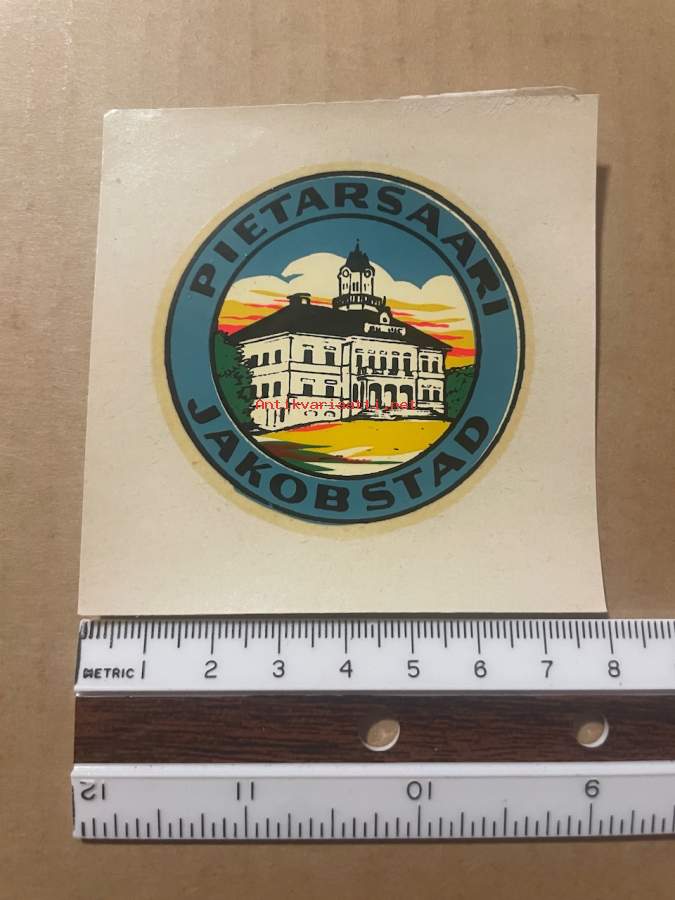 PIETARSAARI
Antikvariaatti.net
JAKOBSTAD
METRIC 1 2 3 4 5 6 7 8
12 11 10 9